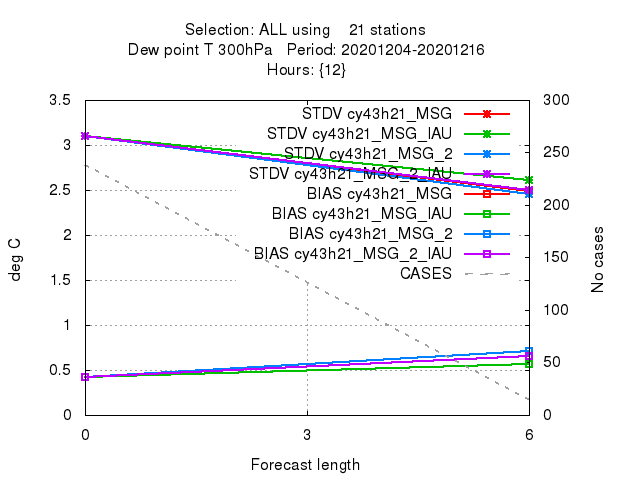 Selection: ALL using    21 stations
Dew point T 300hPa   Period: 20201204-20201216
Hours: {12}
3.5
3
2.5
2
1.5
1
0.5
0
deg C
300
250
200
150
100
50
0
No cases
STDV cy43h21_MSG
STDV cy43h21_MSG_IAU
STDV cy43h21_MSG_2
STDV cy43h21_MSG_2_IAU
BIAS cy43h21_MSG
BIAS cy43h21_MSG_IAU
BIAS cy43h21_MSG_2
BIAS cy43h21_MSG_2_IAU
CASES
0 3 6
Forecast length